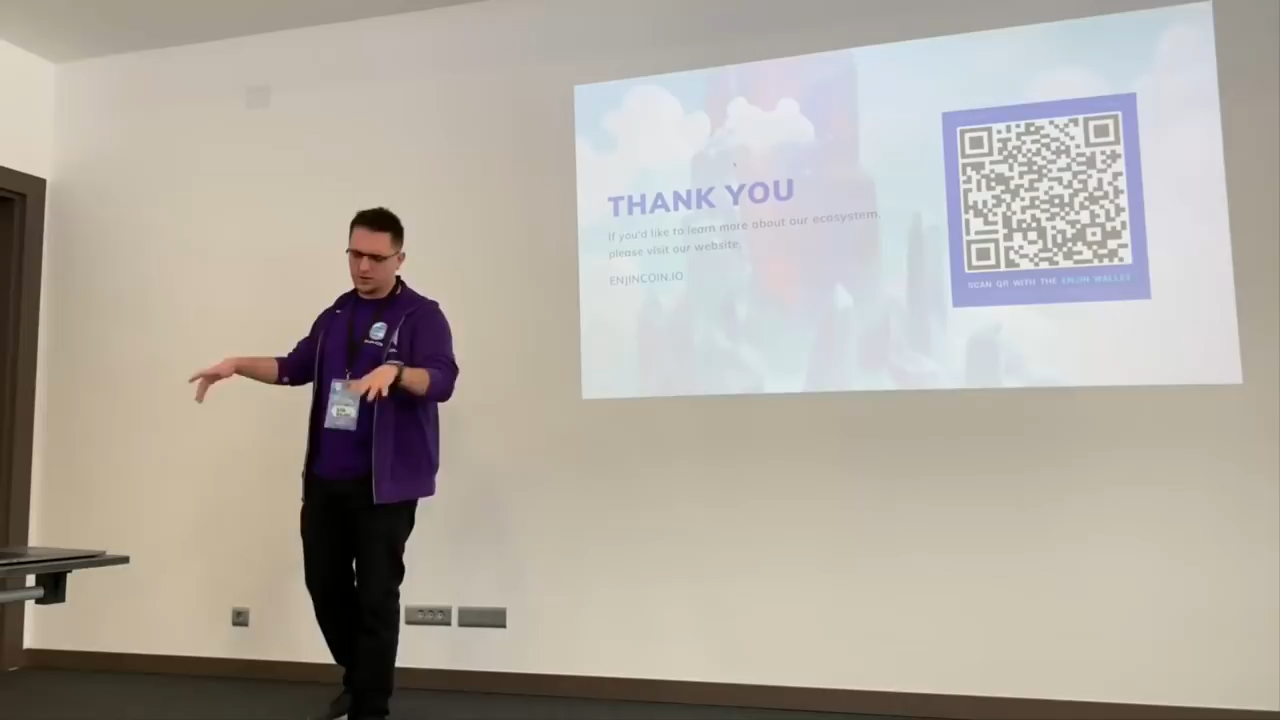 THANK YOU
If you'd like to learn more about our ecosystem,
please visit our website.
ENJINCOIN.IO
SCAN QR WITH THE ENJIN WALLET